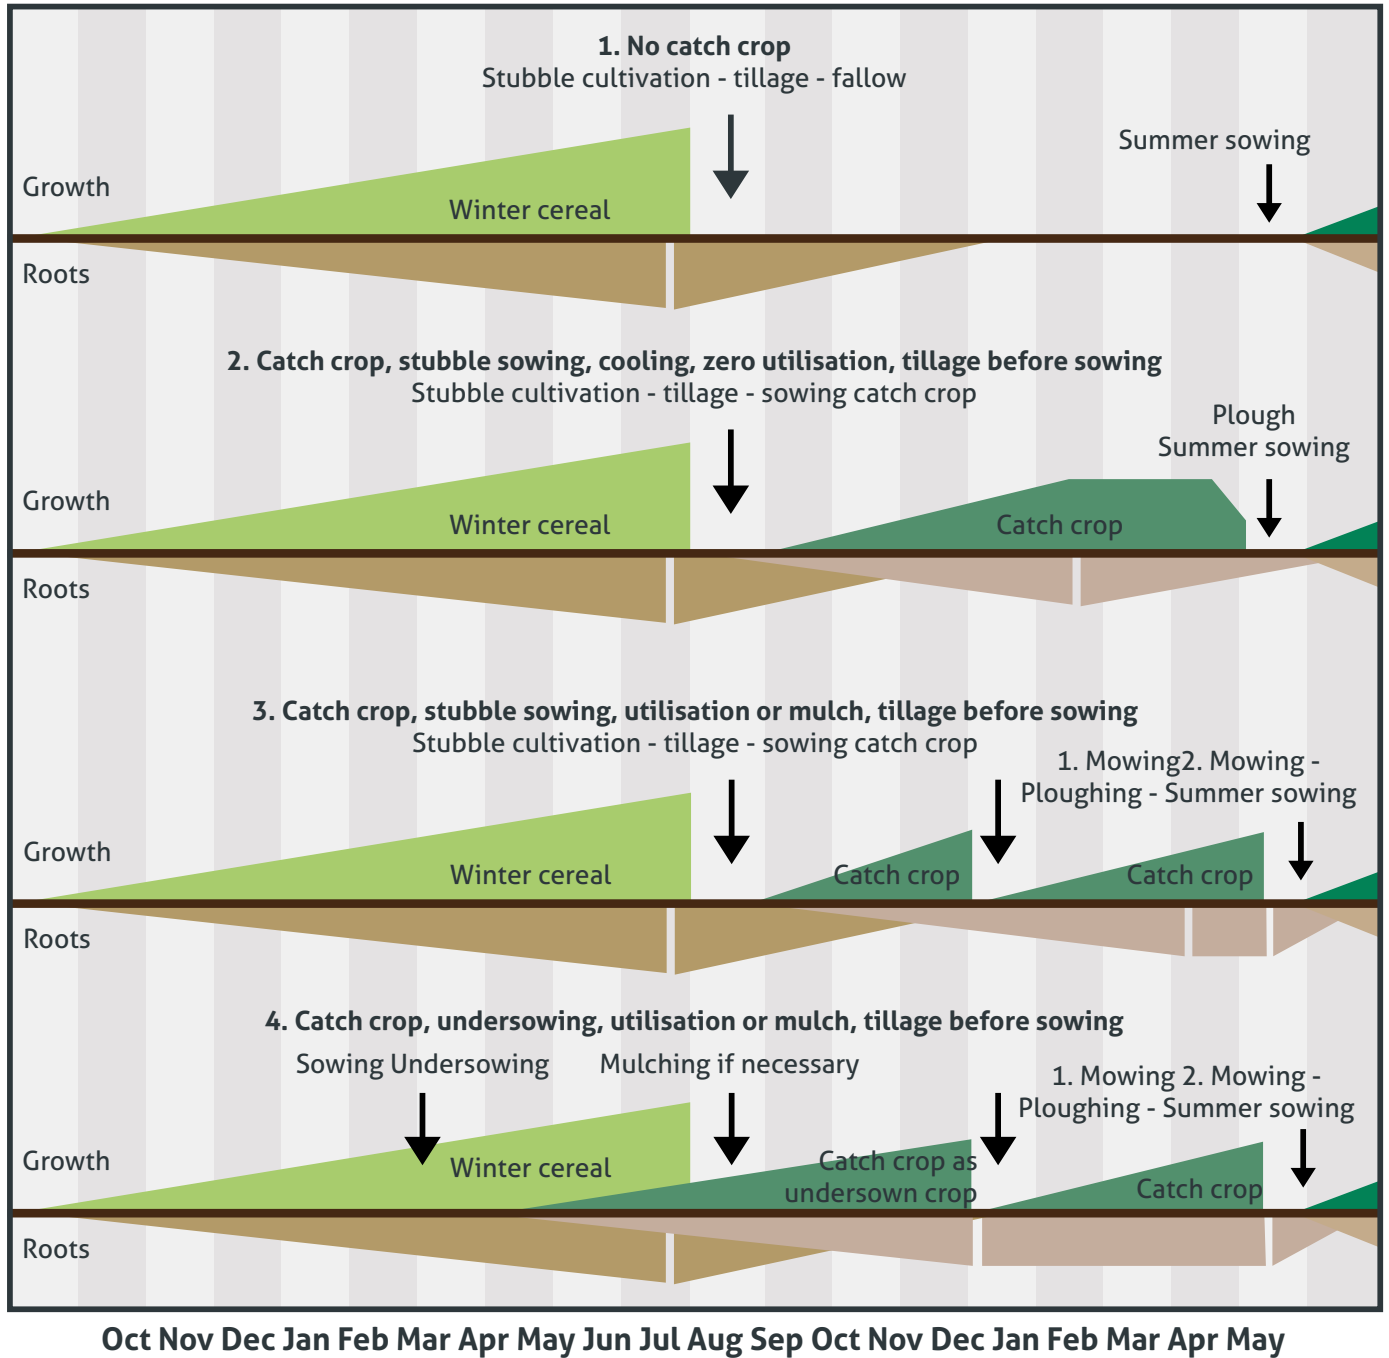 1. No catch crop
Stubble cultivation - tillage - fallow
Summer sowing
Growth
Winter cereal
Roots
2. Catch crop, stubble sowing, cooling, zero utilisation, tillage before sowing
Stubble cultivation - tillage - sowing catch crop
Plough
Summer sowing
Growth
Winter cereal
Catch crop
Roots
3. Catch crop, stubble sowing, utilisation or mulch, tillage before sowing
Stubble cultivation - tillage - sowing catch crop
1. Mowing2. Mowing -
Ploughing - Summer sowing
Growth
Winter cereal
Catch crop
Catch crop
Roots
4. Catch crop, undersowing, utilisation or mulch, tillage before sowing
Sowing Undersowing
Mulching if necessary
1. Mowing 2. Mowing -
Ploughing - Summer sowing
Growth
Winter cereal
Catch crop as
undersown crop
Catch crop
Roots
Oct Nov Dec Jan Feb Mar Apr May Jun Jul Aug Sep Oct Nov Dec Jan Feb Mar Apr May